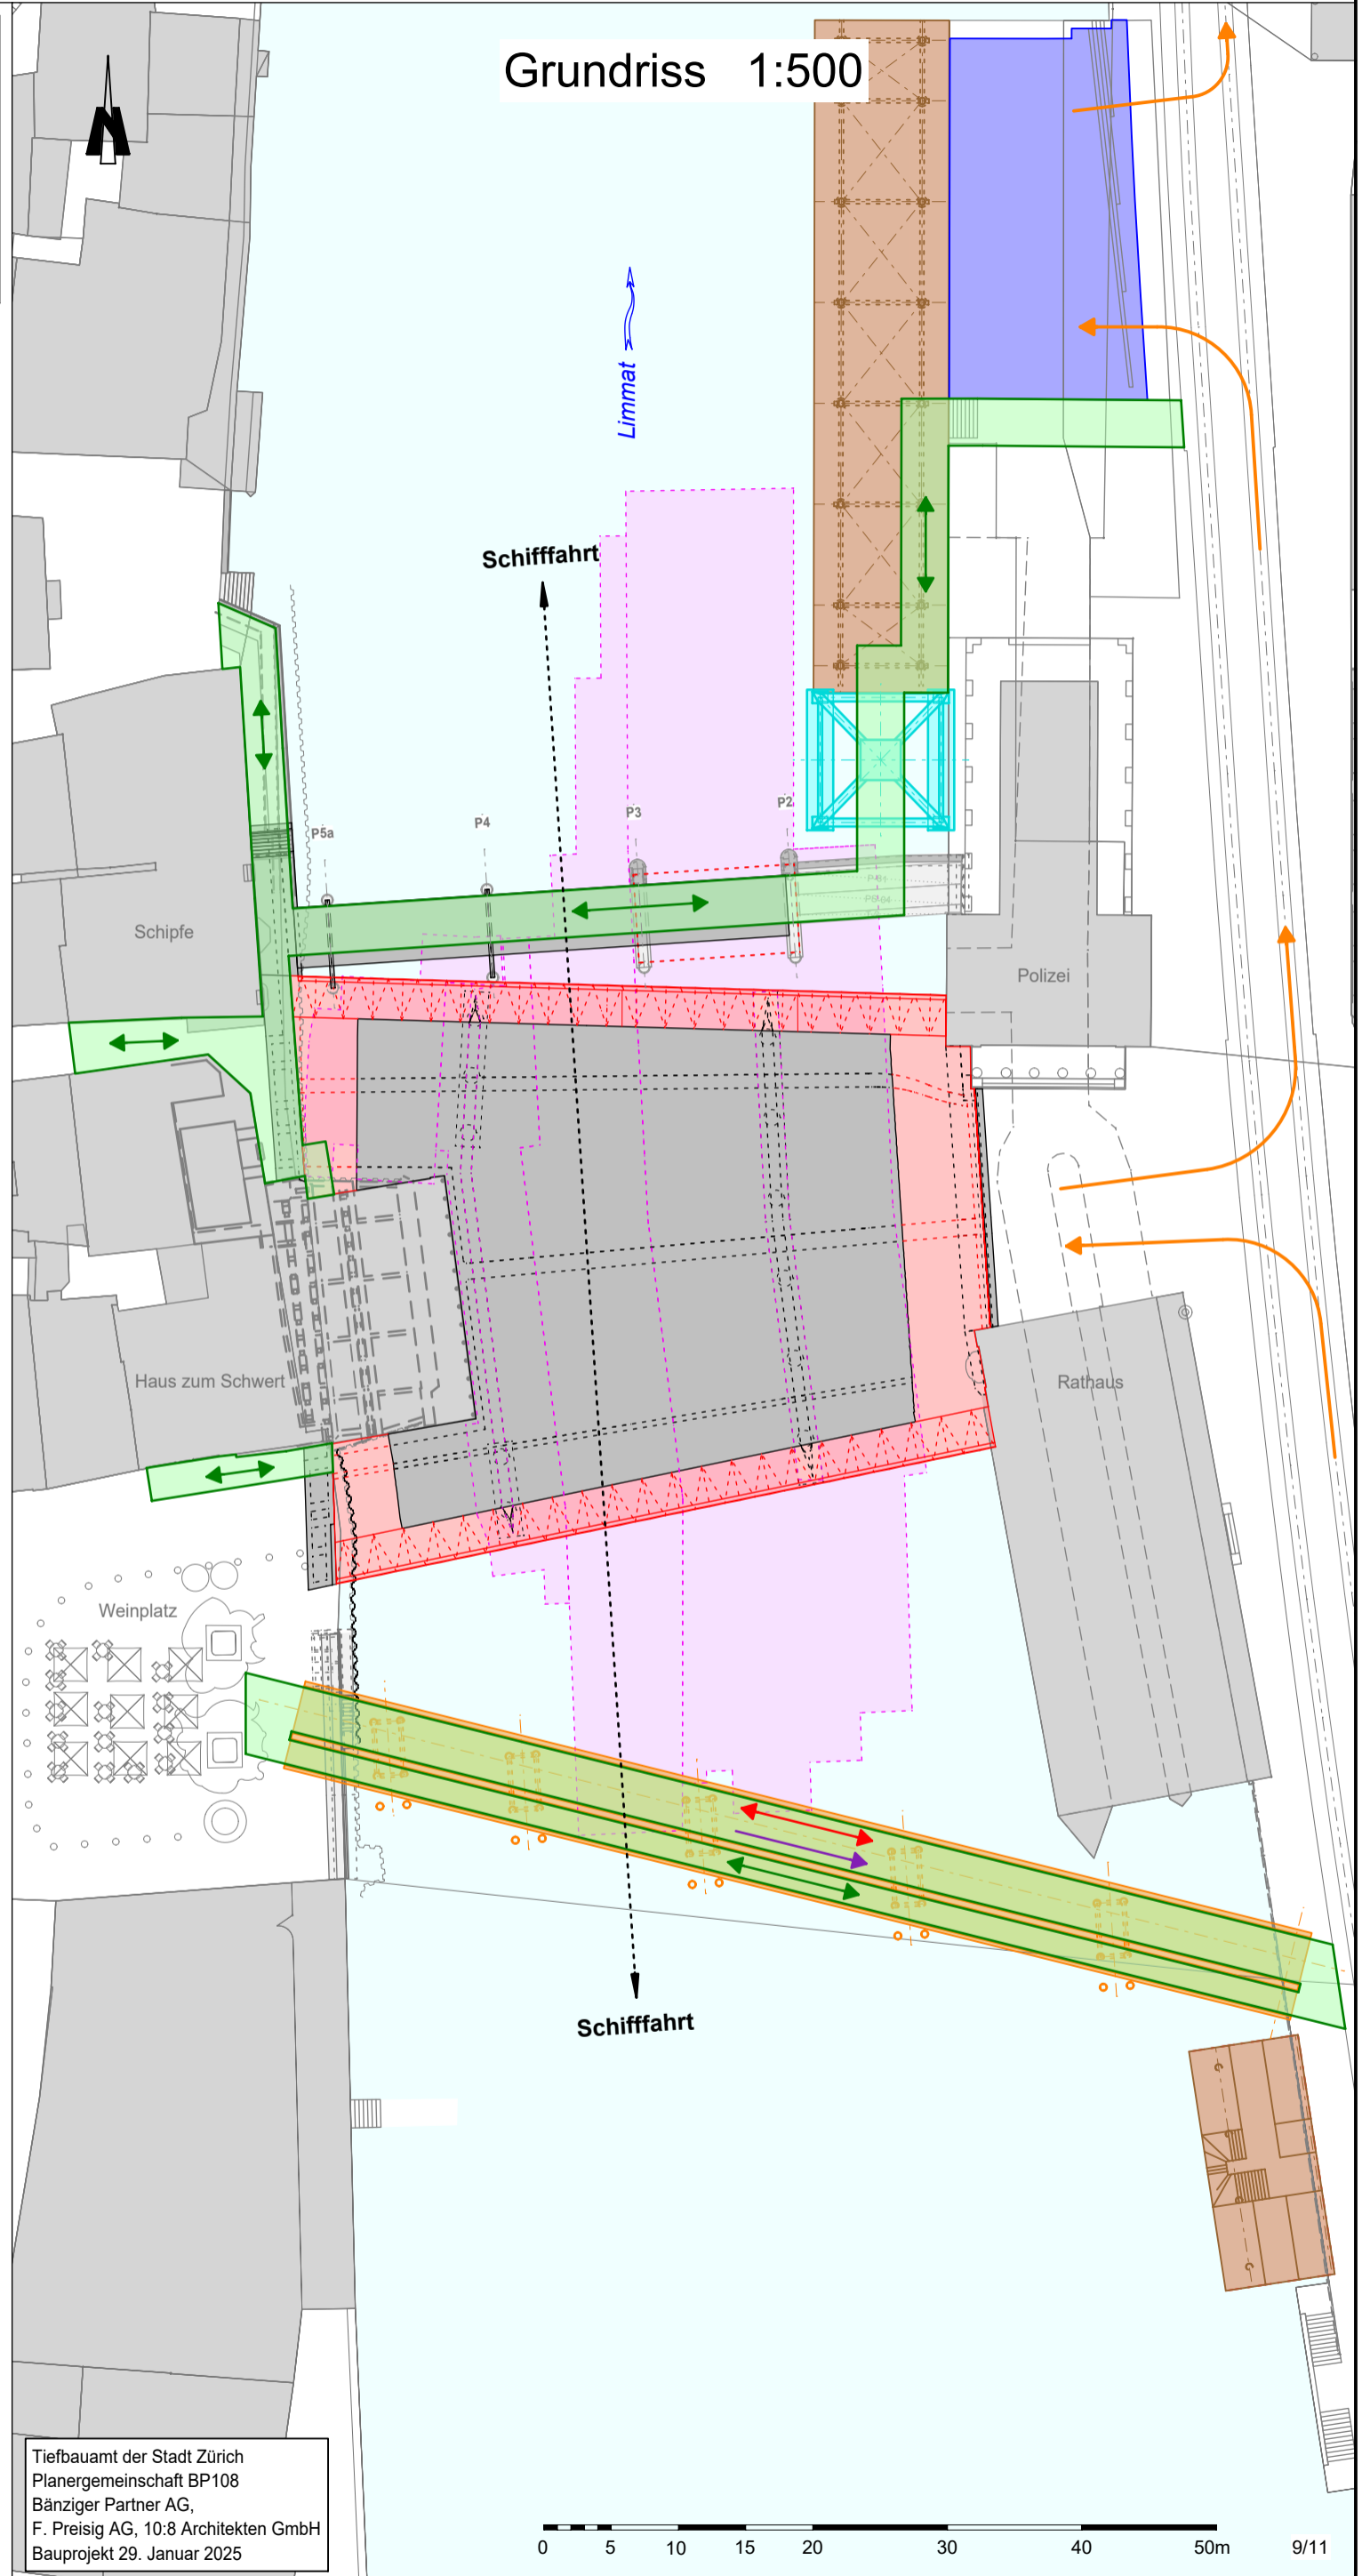 Grundriss 1:500
N
Limmat
Schifffahrt
P5a
P4
P3
P2
Schipfe
Polizei
Haus zum Schwert
Rathaus
Weinplatz
Schifffahrt
Tiefbauamt der Stadt Zürich
Planergemeinschaft BP108
Bänziger Partner AG,
F. Preisig AG, 10:8 Architekten GmbH
Bauprojekt 29. Januar 2025
0 5 10 15 20 30 40 50m
9/11